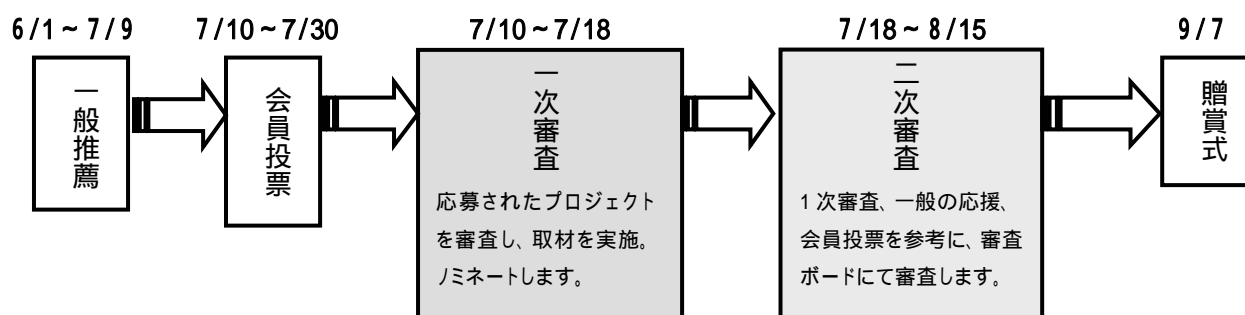 6/1～7/9
一般推薦
7/10～7/30
会員投票
7/10～7/18
一次審査
応募されたプロジェクト
を審査し、取材を実施。
ノミネートします。
7/18～8/15
二次審査
1次審査、一般の応援、
会員投票を参考に、審査
ボードにて審査します。
9/7
贈賞式